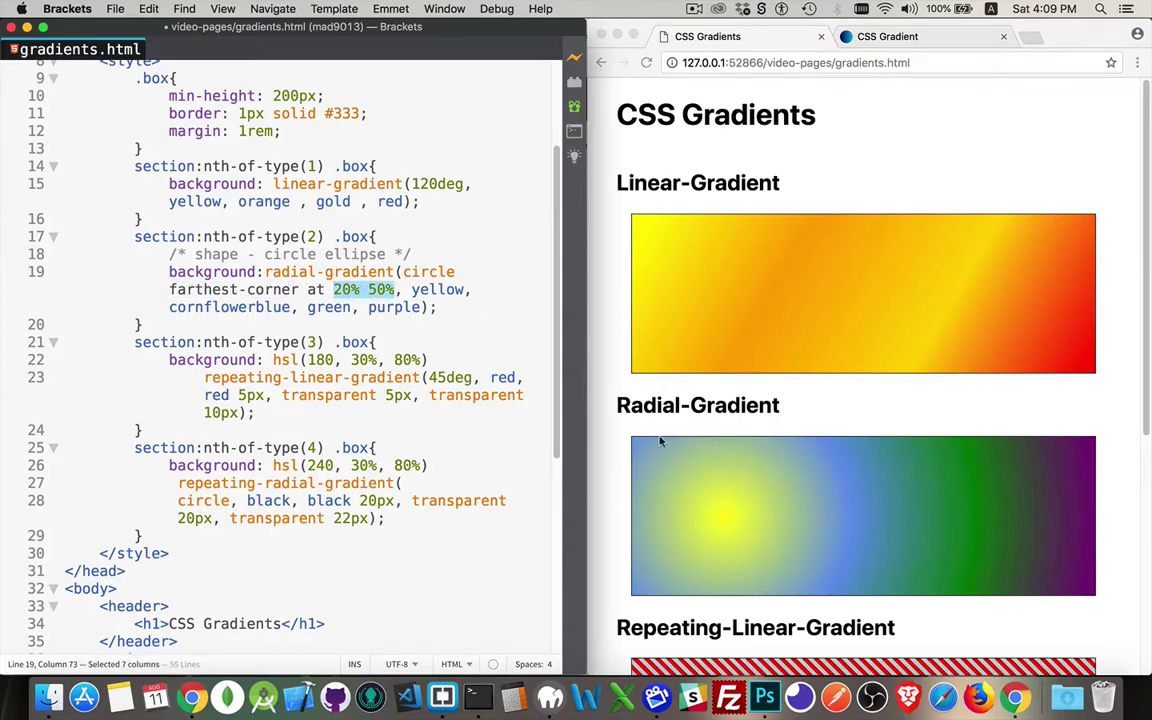 Brackets File Edit Find View Navigate Template Emmet Window Debug Help 100% A Sat 4:09 PM
• video-pages/gradients.html (mad9013) — Brackets
gradients.html
8 <style>
9 .box{
10 min-height: 200px;
11 border: 1px solid #333;
12 margin: 1rem;
13 }
14 section:nth-of-type(1) .box{
15 background: linear-gradient(120deg,
yellow, orange , gold , red);
16 }
17 section:nth-of-type(2) .box{
18 /* shape - circle ellipse */
19 background:radial-gradient(circle
farthest-corner at 20% 50%, yellow,
cornflowerblue, green, purple);
20 }
21 section:nth-of-type(3) .box{
22 background: hsl(180, 30%, 80%)
23 repeating-linear-gradient(45deg, red,
red 5px, transparent 5px, transparent
10px);
24 }
25 section:nth-of-type(4) .box{
26 background: hsl(240, 30%, 80%)
27 repeating-radial-gradient(
28 circle, black, black 20px, transparent
20px, transparent 22px);
29 }
30 </style>
31 </head>
32 <body>
33 <header>
34 <h1>CSS Gradients</h1>
35 </header>
Line 19, Column 73 — Selected 7 columns — 55 Lines INS UTF-8 HTML Spaces: 4
CSS Gradients × CSS Gradient ×
127.0.0.1:52866/video-pages/gradients.html
CSS Gradients
Linear-Gradient
Radial-Gradient
Repeating-Linear-Gradient